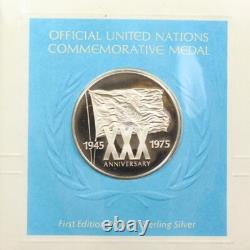 OFFICIAL UNITED NATIONS
COMMEMORATIVE MEDAL
1945 XXX 1975
ANNIVERSARY
First Edition Sterling Silver